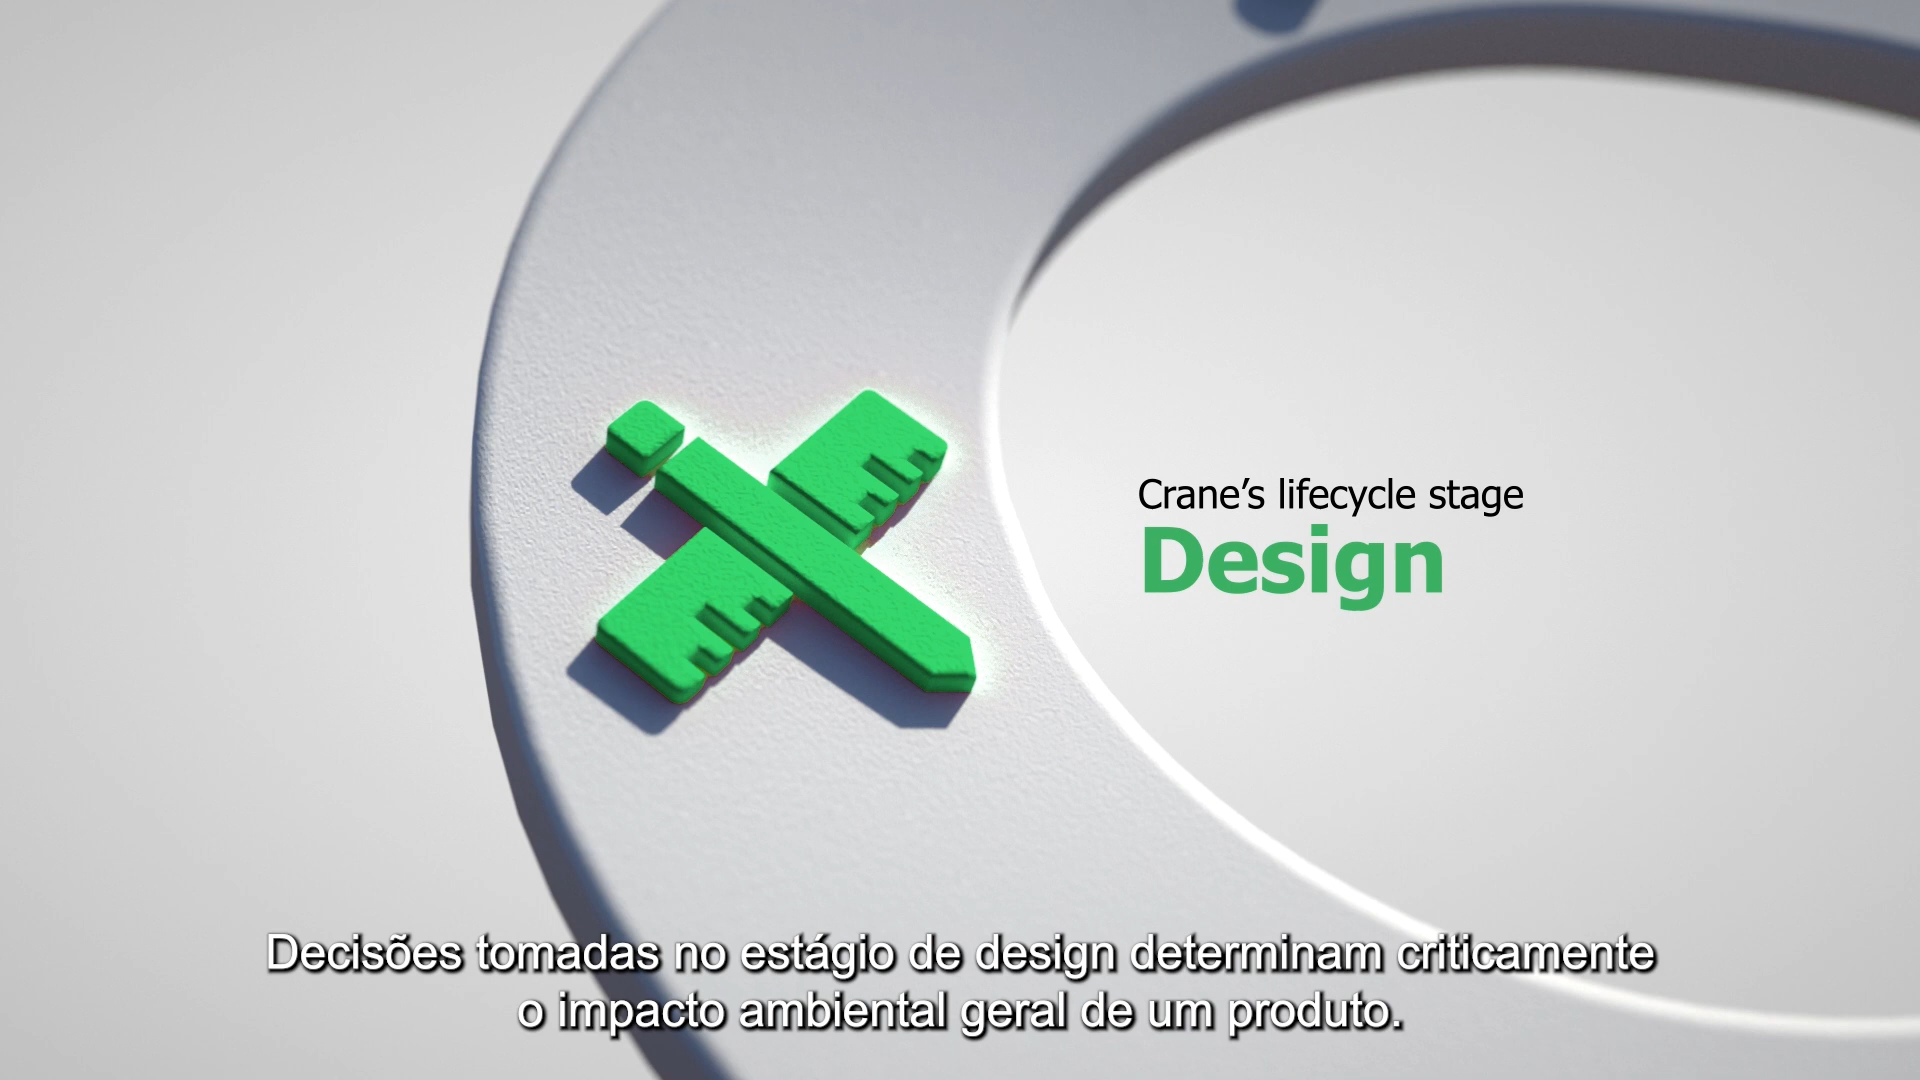 Crane’s lifecycle stage
Design
Decisões tomadas no estágio de design determinam criticamente
o impacto ambiental geral de um produto.